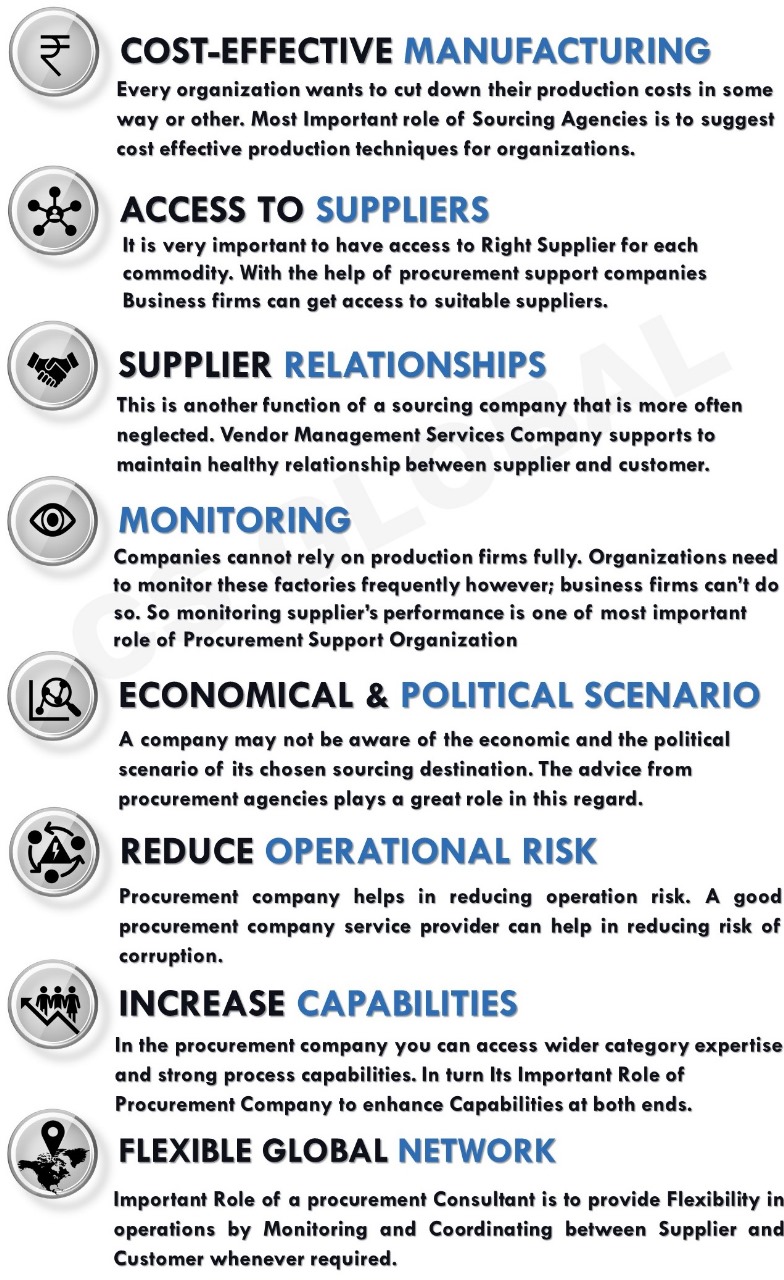 COST-EFFECTIVE MANUFACTURING
Every organization wants to cut down their production costs in some
way or other. Most Important role of Sourcing Agencies is to suggest
cost effective production techniques for organizations.
ACCESS TO SUPPLIERS
It is very important to have access to Right Supplier for each
commodity. With the help of procurement support companies
Business firms can get access to suitable suppliers.
SUPPLIER RELATIONSHIPS
This is another function of a sourcing company that is more often
neglected. Vendor Management Services Company supports to
maintain healthy relationship between supplier and customer.
MONITORING
Companies cannot rely on production firms fully. Organizations need
to monitor these factories frequently however; business firms can't do
so. So monitoring supplier's performance is one of most important
role of Procurement Support Organization
ECONOMICAL & POLITICAL SCENARIO
A company may not be aware of the economic and the political
scenario of its chosen sourcing destination. The advice from
procurement agencies plays a great role in this regard.
REDUCE OPERATIONAL RISK
Procurement company helps in reducing operation risk. A good
procurement company service provider can help in reducing risk of
corruption.
INCREASE CAPABILITIES
In the procurement company you can access wider category expertise
and strong process capabilities. In turn Its Important Role of
Procurement Company to enhance Capabilities at both ends.
FLEXIBLE GLOBAL NETWORK
Important Role of a procurement Consultant is to provide Flexibility in
operations by Monitoring and Coordinating between Supplier and
Customer whenever required.
GLOBAL